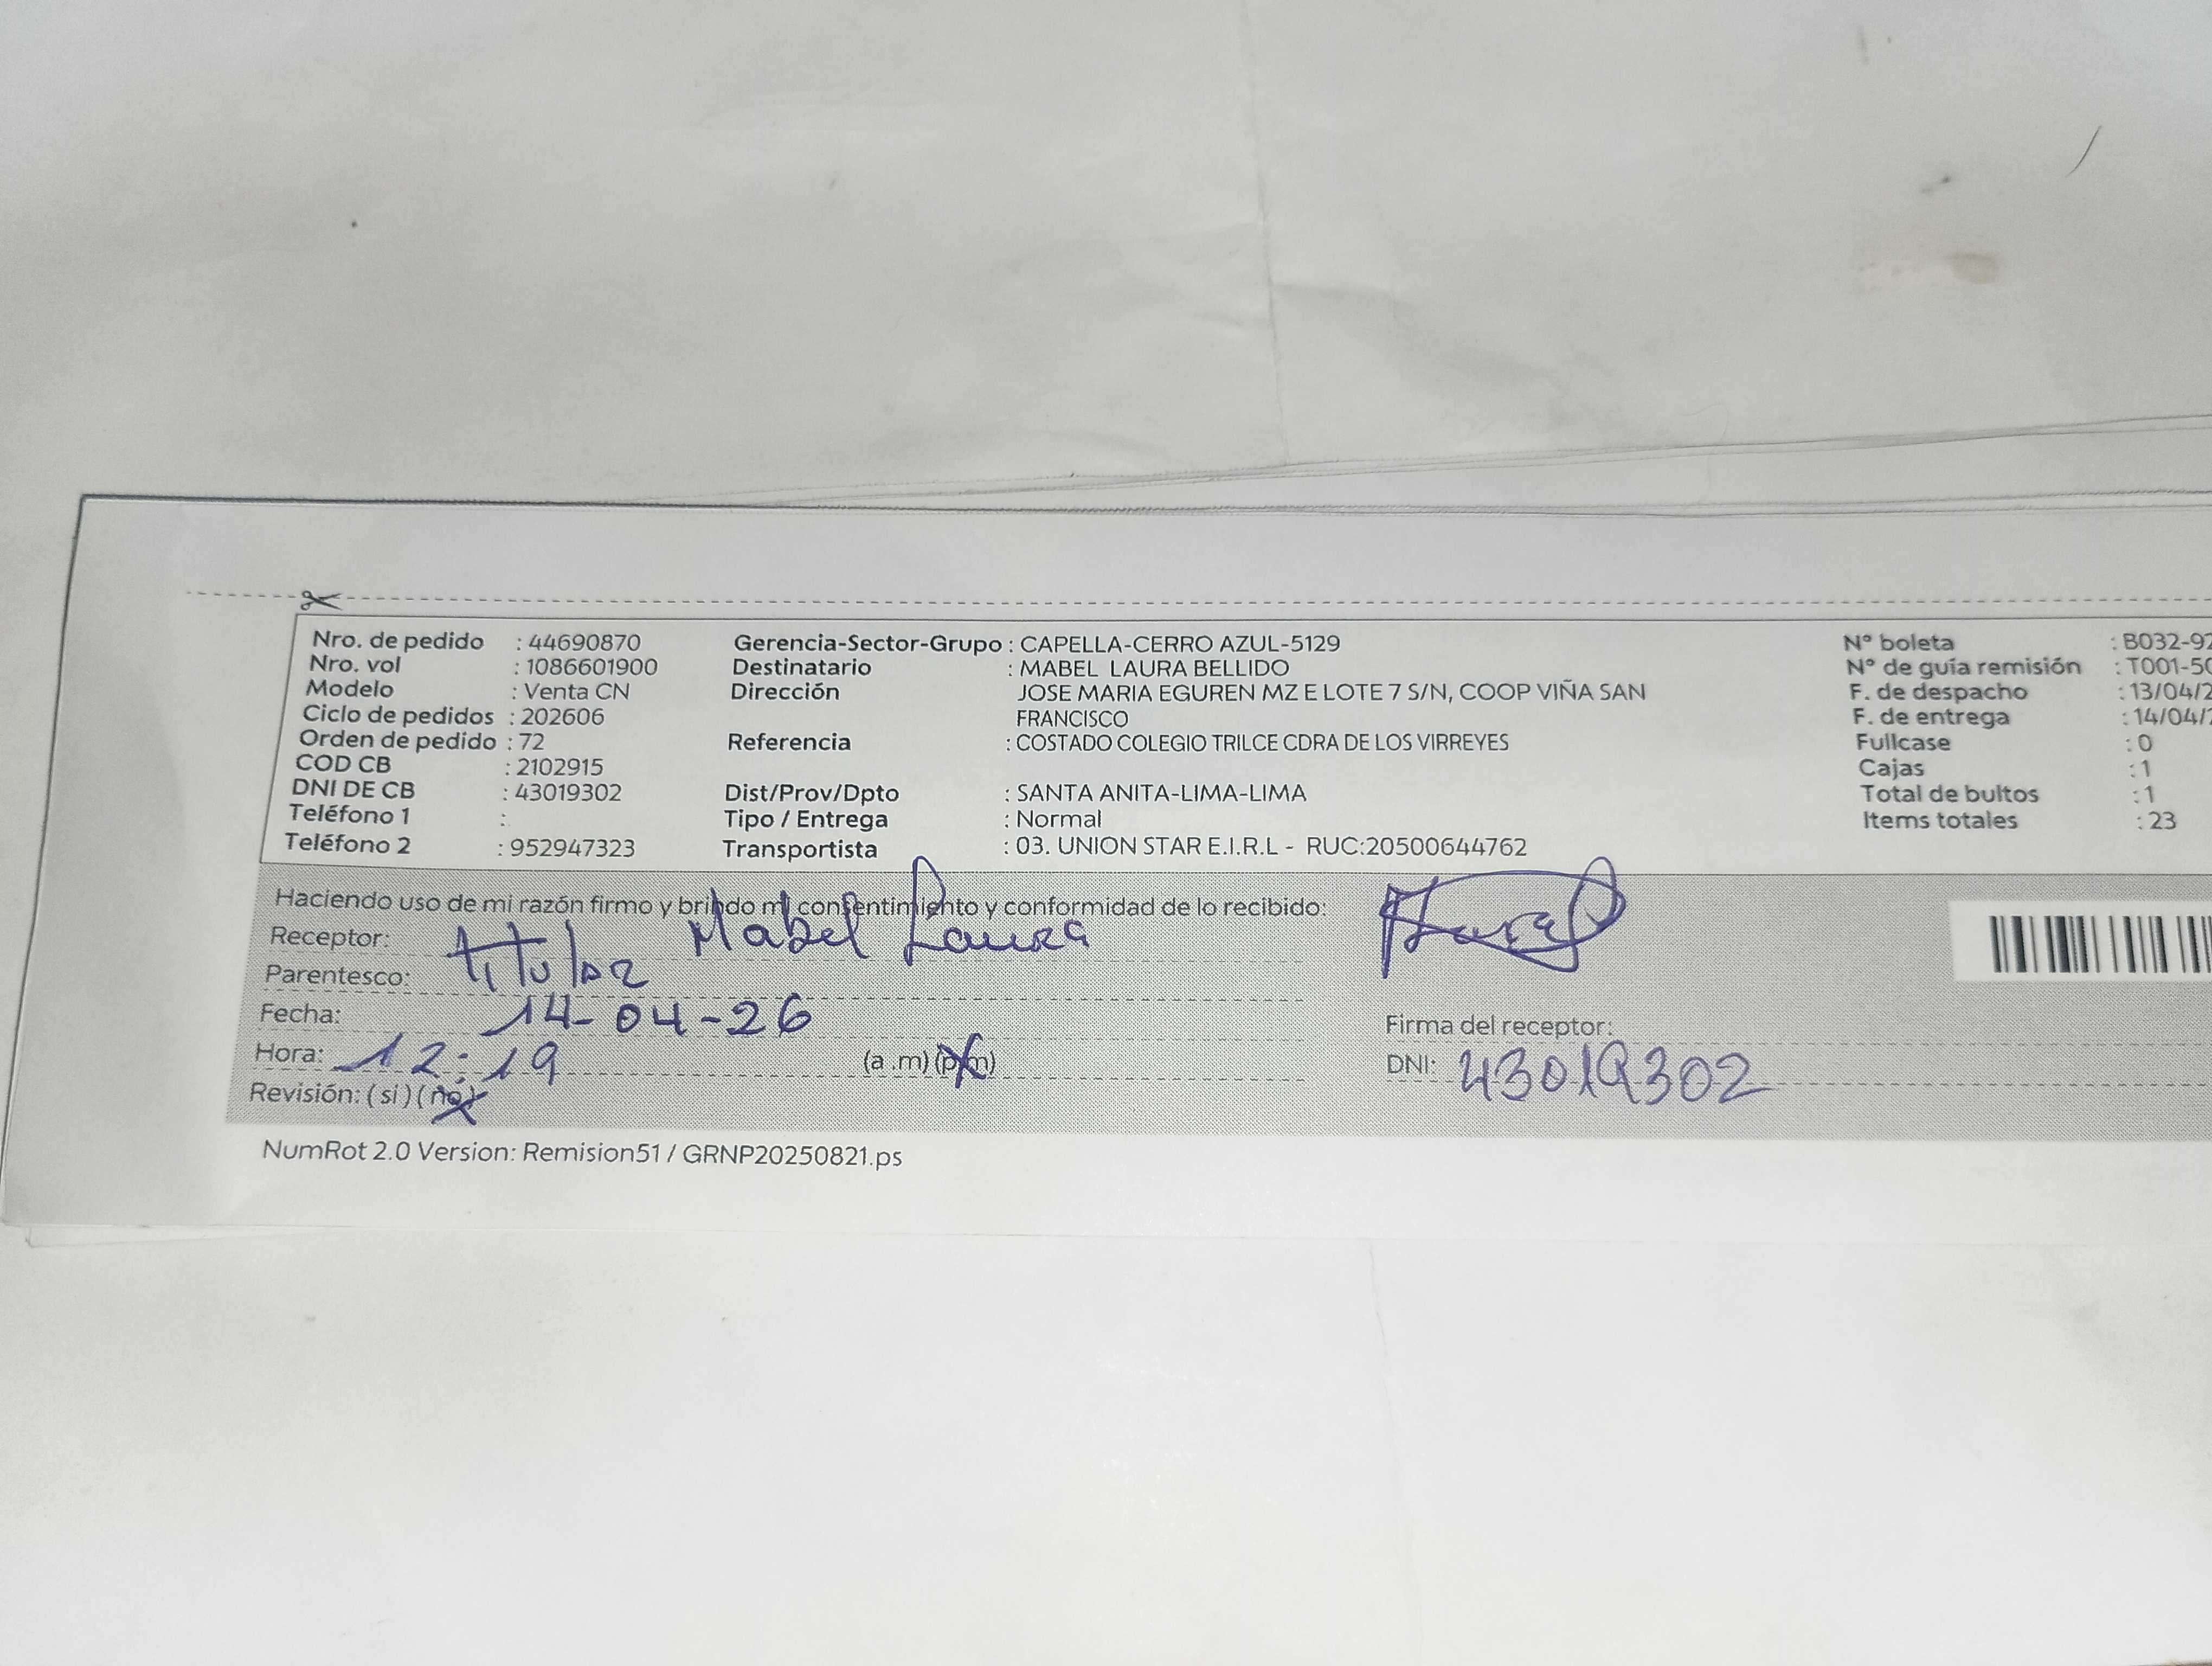 Nro. de pedido : 44690870 Gerencia-Sector-Grupo : CAPELLA-CERRO AZUL-5129 Nº boleta : B032-92
Nro. vol : 1086601900 Destinatario : MABEL LAURA BELLIDO Nº de guía remisión : T001-50
Modelo : Venta CN Dirección JOSE MARIA EGUREN MZ E LOTE 7 S/N, COOP VIÑA SAN F. de despacho : 13/04/2
Ciclo de pedidos : 202606 FRANCISCO F. de entrega : 14/04/
Orden de pedido : 72 Referencia : COSTADO COLEGIO TRILCE CDRA DE LOS VIRREYES Fullcase : 0
COD CB : 2102915 Cajas : 1
DNI DE CB : 43019302 Dist/Prov/Dpto : SANTA ANITA-LIMA-LIMA Total de bultos : 1
Teléfono 1 : Tipo / Entrega : Normal Items totales : 23
Teléfono 2 : 952947323 Transportista : 03. UNION STAR E.I.R.L - RUC:20500644762
Haciendo uso de mi razón firmo y brindo mi consentimiento y conformidad de lo recibido:
Receptor: Mabel Laura
Parentesco: titular
Fecha: 14-04-26 Firma del receptor:
Hora: 12:19 (a .m) (p.m) DNI: 43019302
Revisión: (si) (no)
NumRot 2.0 Version: Remision51 / GRNP20250821.ps